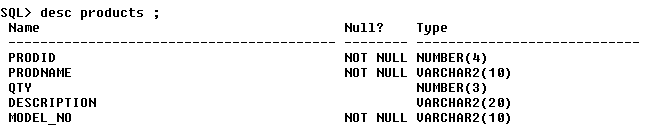 SQL> desc products ;
Name Null? Type
----------------------------------------- -------- ----------------------------
PRODID NOT NULL NUMBER(4)
PRODNAME NOT NULL VARCHAR2(10)
QTY NUMBER(3)
DESCRIPTION VARCHAR2(20)
MODEL_NO NOT NULL VARCHAR2(10)